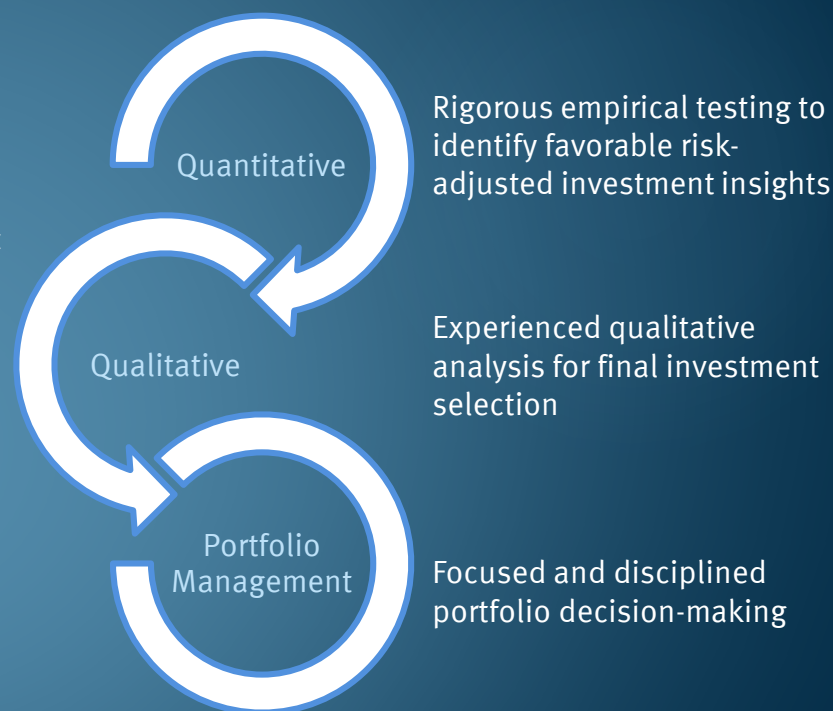 Quantitative
Rigorous empirical testing to
identify favorable risk-
adjusted investment insights
Qualitative
Experienced qualitative
analysis for final investment
selection
Portfolio
Management
Focused and disciplined
portfolio decision-making